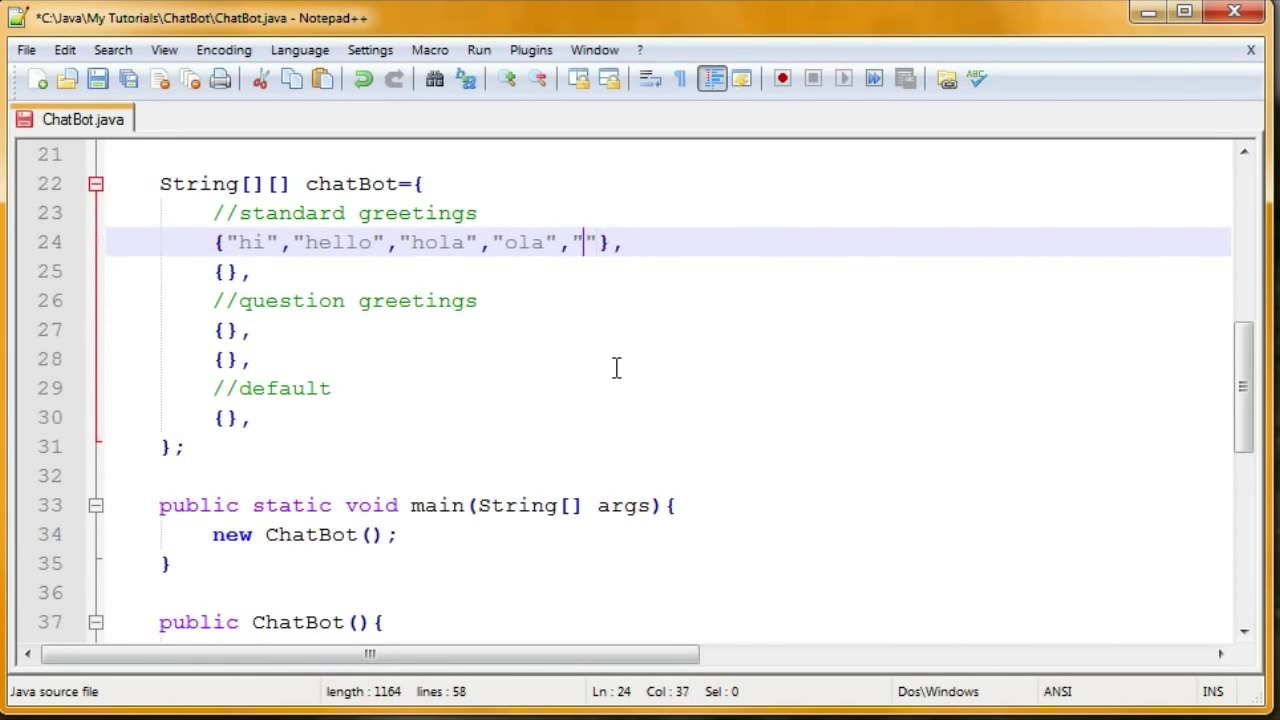 *C:\Java\My Tutorials\ChatBot\ChatBot.java - Notepad++
File Edit Search View Encoding Language Settings Macro Run Plugins Window ? X
ABC
ChatBot.java
21
22 String[][] chatBot={
23 //standard greetings
24 {"hi","hello","hola","ola",""},
25 {},
26 //question greetings
27 {},
28 {},
29 //default
30 {},
31 };
32
33 public static void main(String[] args){
34 new ChatBot();
35 }
36
37 public ChatBot(){
Java source file length : 1164 lines : 58 Ln : 24 Col : 37 Sel : 0 Dos\Windows ANSI INS